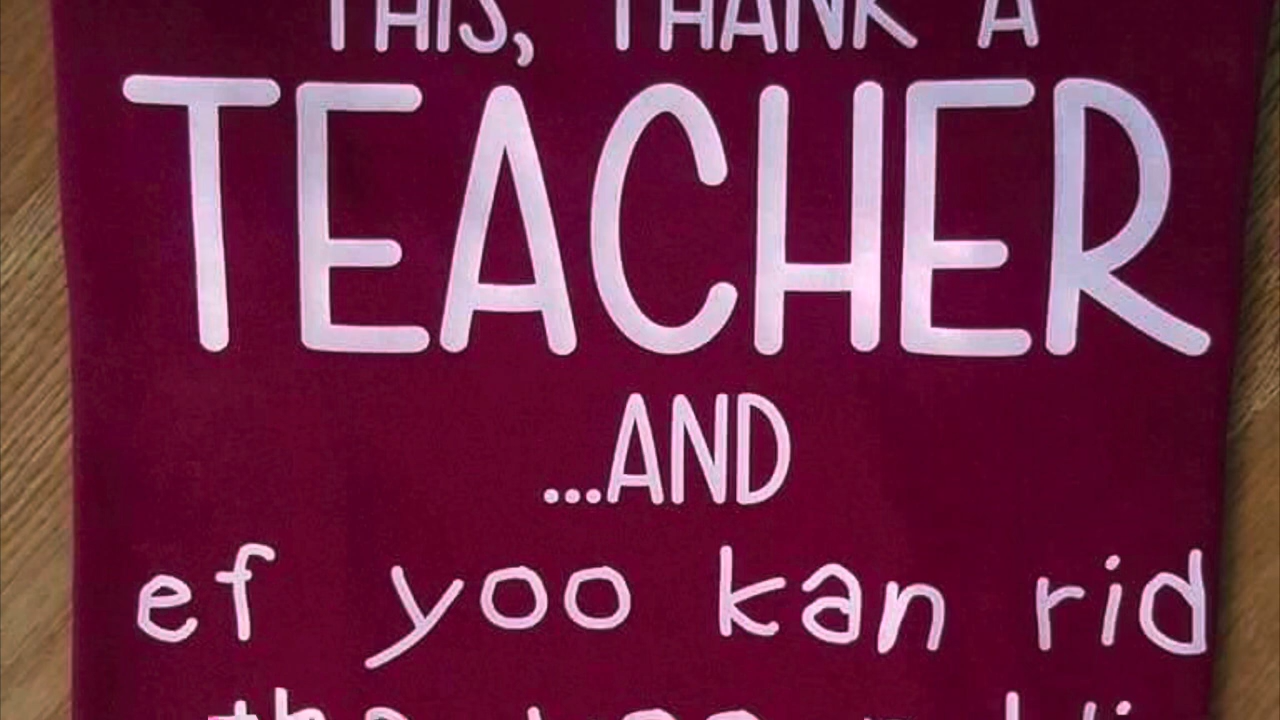 THIS, THANK A
TEACHER
...AND
ef yoo kan rid